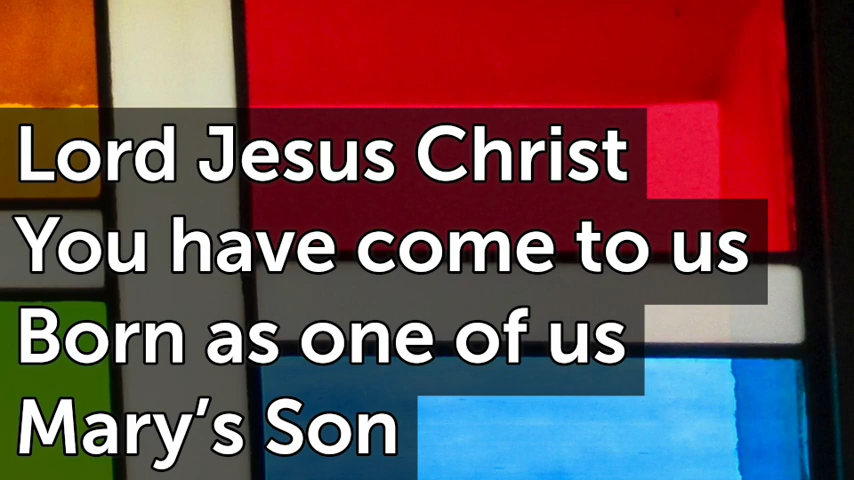 Lord Jesus Christ
You have come to us
Born as one of us
Mary’s Son